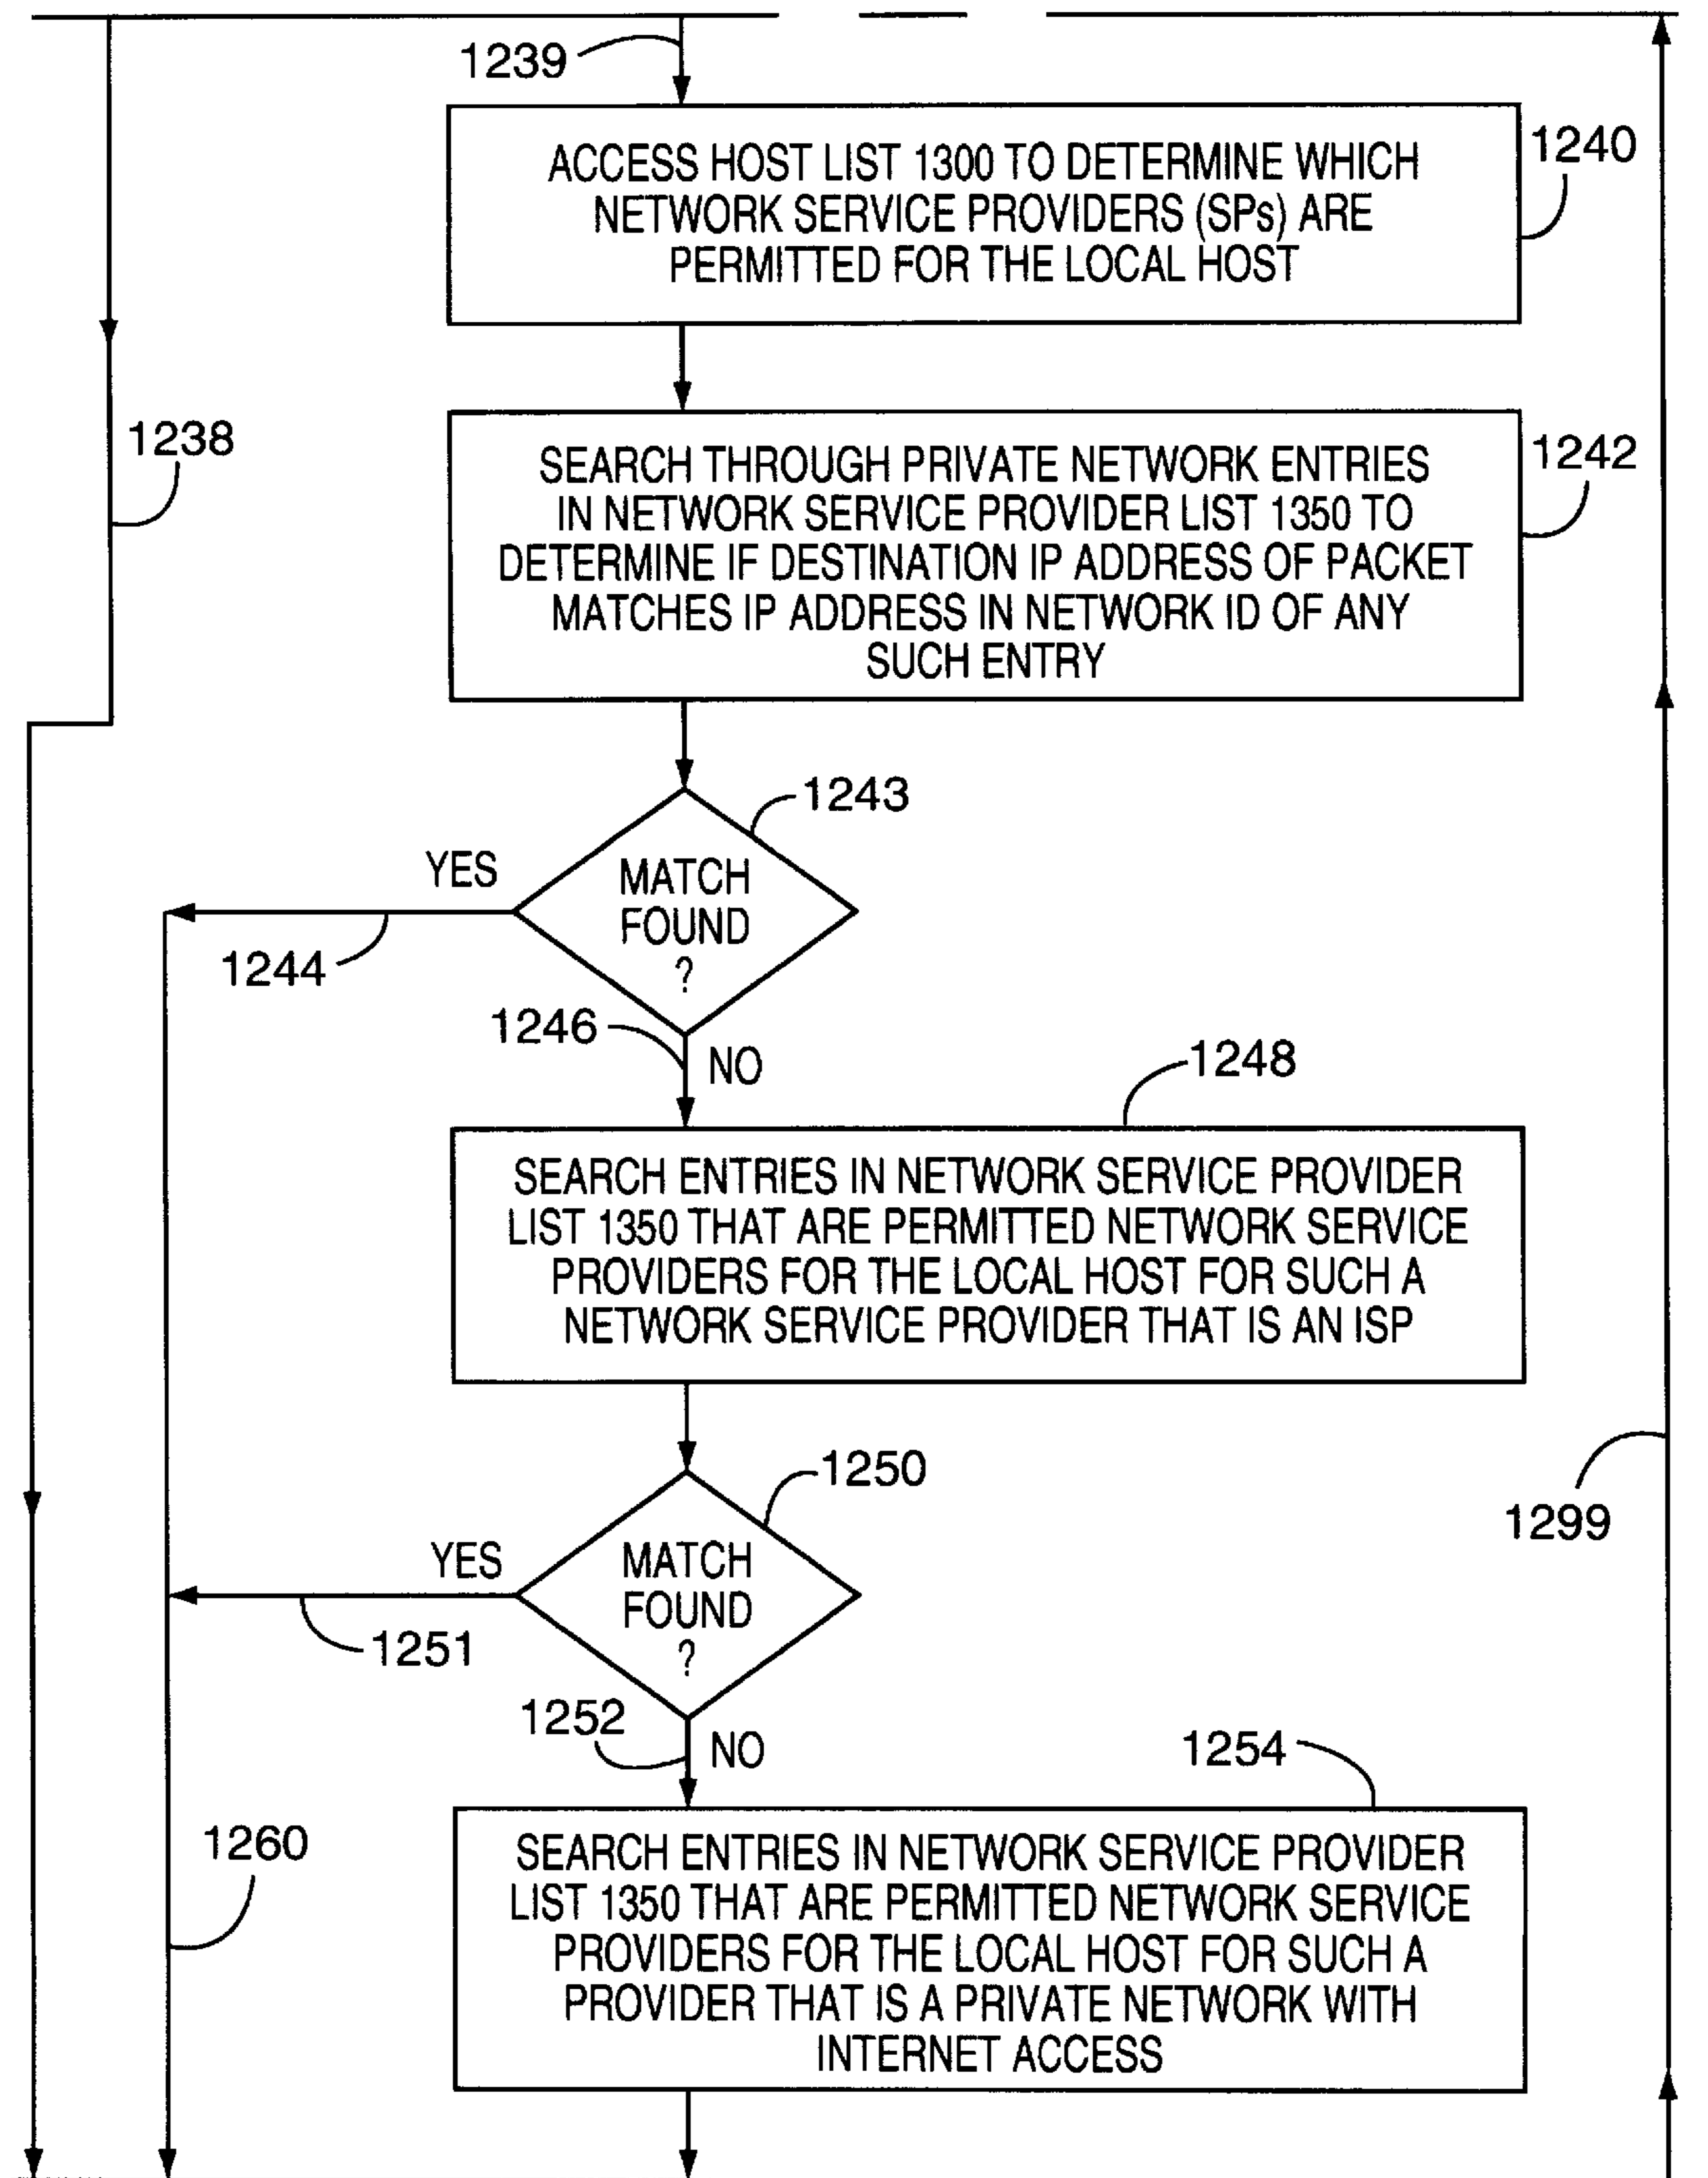 1239
ACCESS HOST LIST 1300 TO DETERMINE WHICH
NETWORK SERVICE PROVIDERS (SPs) ARE
PERMITTED FOR THE LOCAL HOST
1240
1238
SEARCH THROUGH PRIVATE NETWORK ENTRIES
IN NETWORK SERVICE PROVIDER LIST 1350 TO
DETERMINE IF DESTINATION IP ADDRESS OF PACKET
MATCHES IP ADDRESS IN NETWORK ID OF ANY
SUCH ENTRY
1242
1243
YES
MATCH
FOUND
?
1244
1246
NO
1248
SEARCH ENTRIES IN NETWORK SERVICE PROVIDER
LIST 1350 THAT ARE PERMITTED NETWORK SERVICE
PROVIDERS FOR THE LOCAL HOST FOR SUCH A
NETWORK SERVICE PROVIDER THAT IS AN ISP
1250
1299
YES
MATCH
FOUND
?
1251
1252
NO
1254
1260
SEARCH ENTRIES IN NETWORK SERVICE PROVIDER
LIST 1350 THAT ARE PERMITTED NETWORK SERVICE
PROVIDERS FOR THE LOCAL HOST FOR SUCH A
PROVIDER THAT IS A PRIVATE NETWORK WITH
INTERNET ACCESS